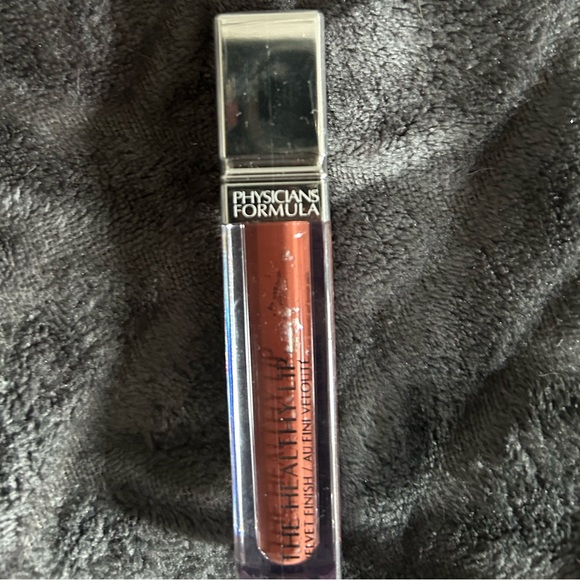 PHYSICIANS
FORMULA
THE HEALTHY LIP
VELVET FINISH / AU FINI VELOUTÉ